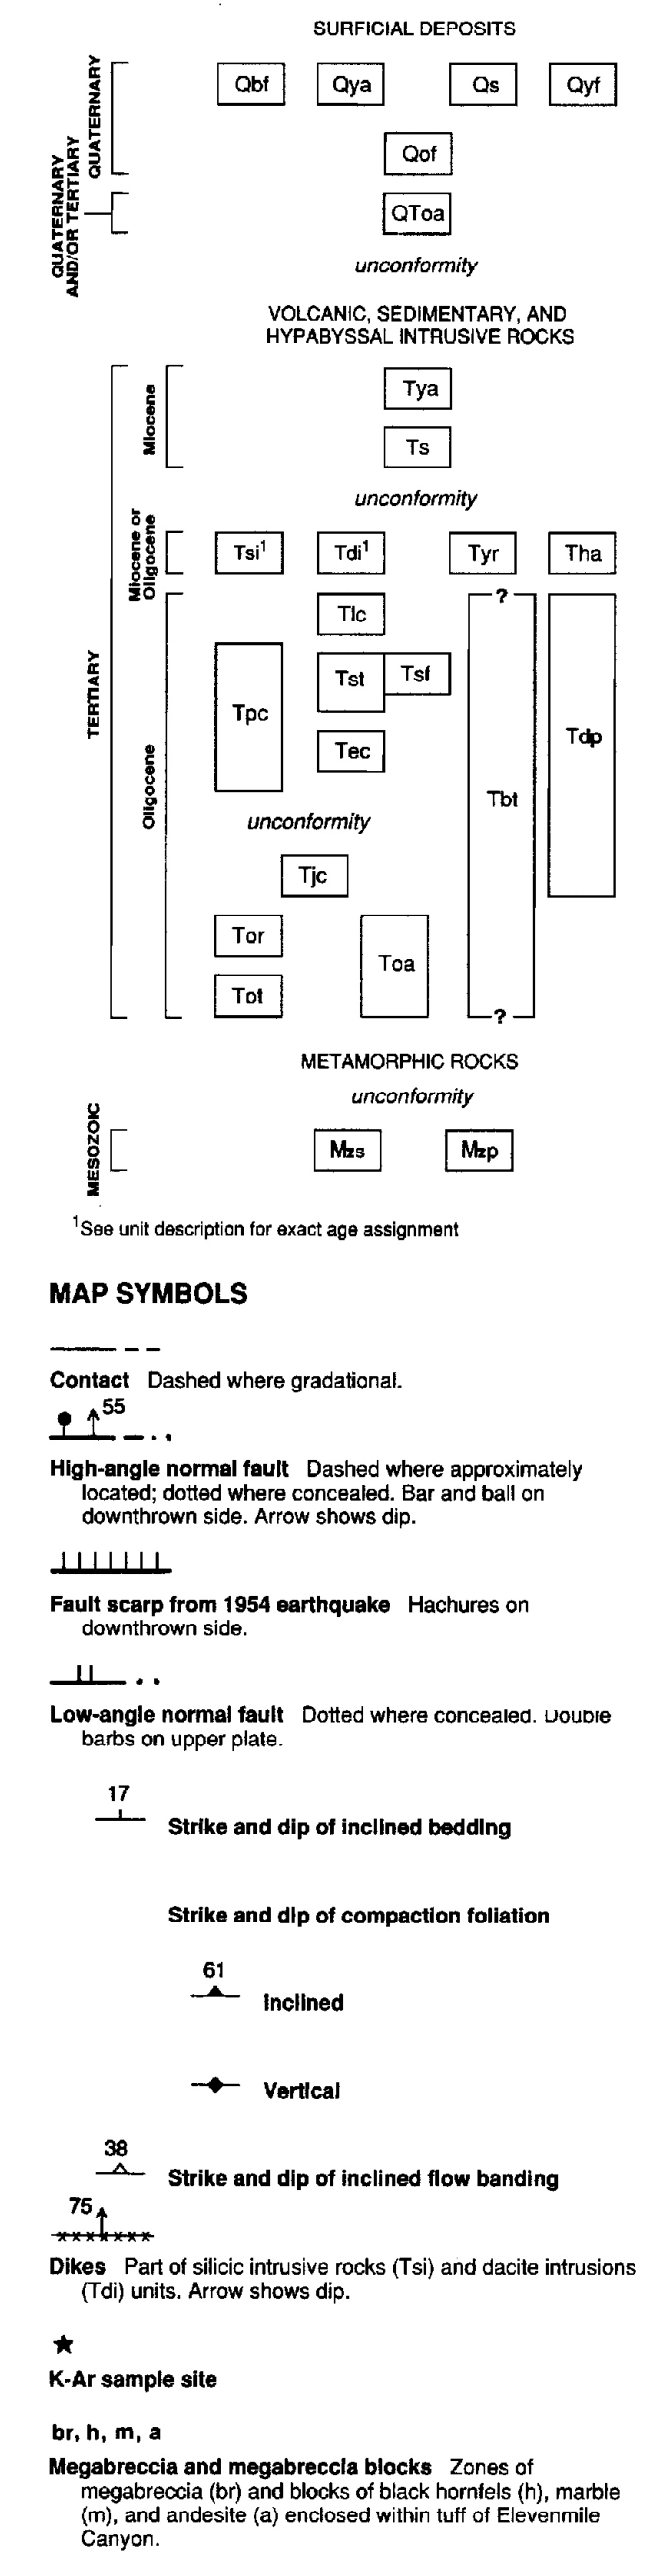 SURFICIAL DEPOSITS
QUATERNARY
Qbf Qya Qs Qyf
Qof
QUATERNARY
AND/OR TERTIARY
QToa
unconformity
VOLCANIC, SEDIMENTARY, AND
HYPABYSSAL INTRUSIVE ROCKS
TERTIARY
Miocene
Tya
Ts
unconformity
Miocene or
Oligocene
Tsi¹ Tdi¹ Tyr Tha
Oligocene
Tlc
?
Tst Tsf
Tpc
Tdp
Tec
Tbt
unconformity
Tjc
Tor
Toa
Tot
?
METAMORPHIC ROCKS
unconformity
MESOZOIC
Mzs Mzp
¹See unit description for exact age assignment
MAP SYMBOLS
Contact Dashed where gradational.
55
High-angle normal fault Dashed where approximately
located; dotted where concealed. Bar and ball on
downthrown side. Arrow shows dip.
Fault scarp from 1954 earthquake Hachures on
downthrown side.
Low-angle normal fault Dotted where concealed. Double
barbs on upper plate.
17
Strike and dip of inclined bedding
Strike and dip of compaction foliation
61
Inclined
Vertical
38
Strike and dip of inclined flow banding
75
Dikes Part of silicic intrusive rocks (Tsi) and dacite intrusions
(Tdi) units. Arrow shows dip.
K-Ar sample site
br, h, m, a
Megabreccia and megabreccia blocks Zones of
megabreccia (br) and blocks of black hornfels (h), marble
(m), and andesite (a) enclosed within tuff of Elevenmile
Canyon.